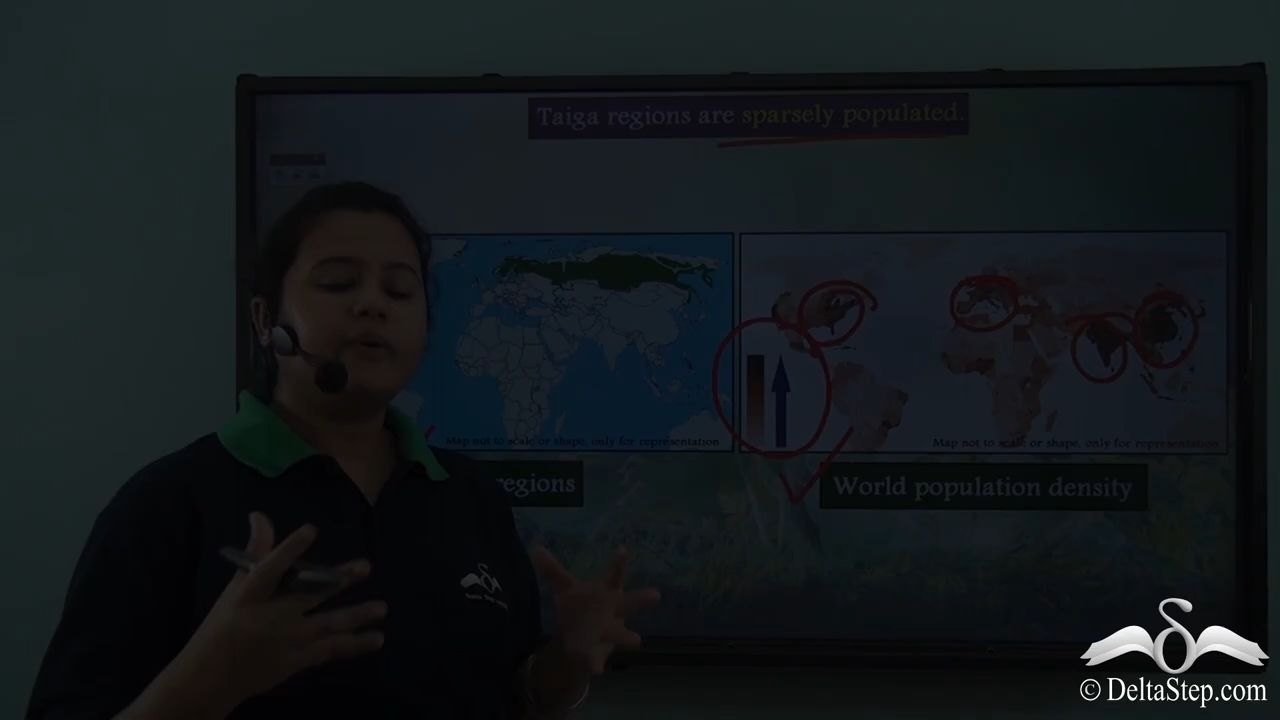 Taiga regions are sparsely populated.
Map not to scale or shape, only for representation
Map not to scale or shape, only for representation
regions
World population density
© DeltaStep.com